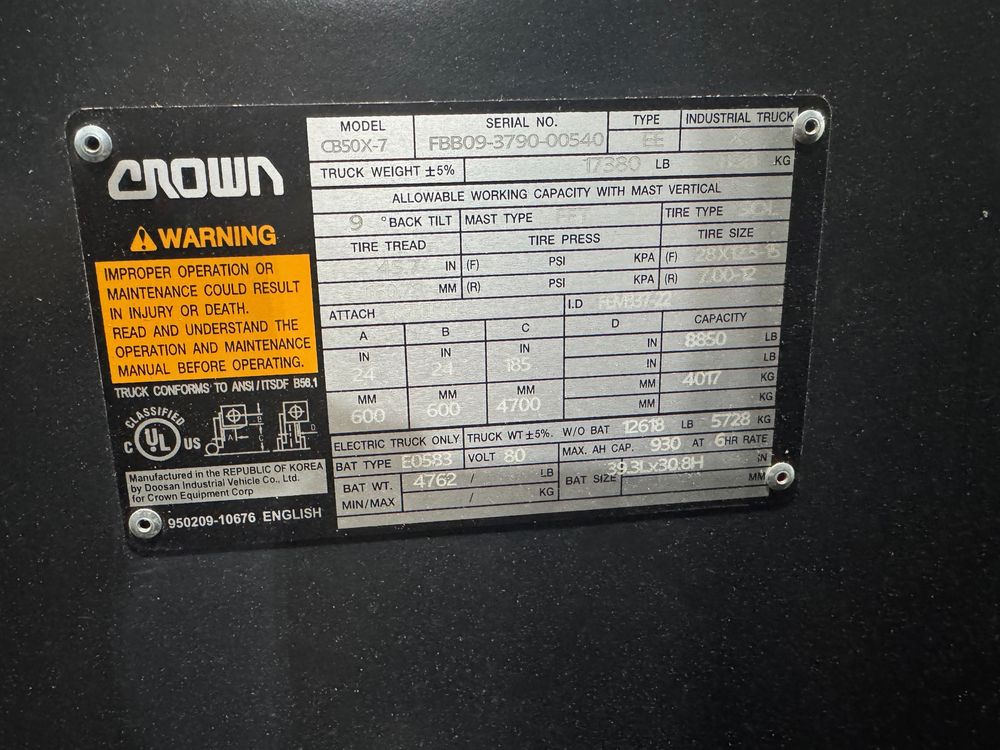 CROWN
MODEL SERIAL NO. TYPE INDUSTRIAL TRUCK
CB50X-7 FBB09-3790-00540 EE
TRUCK WEIGHT ±5% 17380 LB KG
ALLOWABLE WORKING CAPACITY WITH MAST VERTICAL
9 °BACK TILT MAST TYPE TIRE TYPE
TIRE TREAD TIRE PRESS TIRE SIZE
IN (F) PSI KPA (F)
MM (R) PSI KPA (R) 7.00-12
ATTACH I.D
A B C D CAPACITY
IN IN IN IN 8850 LB
24 24 185 IN LB
MM MM MM MM 4017 KG
600 600 4700 MM KG
ELECTRIC TRUCK ONLY TRUCK WT ±5%. W/O BAT 12618 LB 5728 KG
BAT TYPE E0583 VOLT 80 MAX. AH CAP. 930 AT 6HR RATE
BAT WT. 4762 / LB BAT SIZE 39.3Lx30.8H IN
MIN/MAX / KG MM
WARNING
IMPROPER OPERATION OR
MAINTENANCE COULD RESULT
IN INJURY OR DEATH.
READ AND UNDERSTAND THE
OPERATION AND MAINTENANCE
MANUAL BEFORE OPERATING.
TRUCK CONFORMS TO ANSI/ITSDF B56.1
CLASSIFIED
C UL US
A B C D
Manufactured in the REPUBLIC OF KOREA
by Doosan Industrial Vehicle Co., Ltd.
for Crown Equipment Corp
950209-10676 ENGLISH